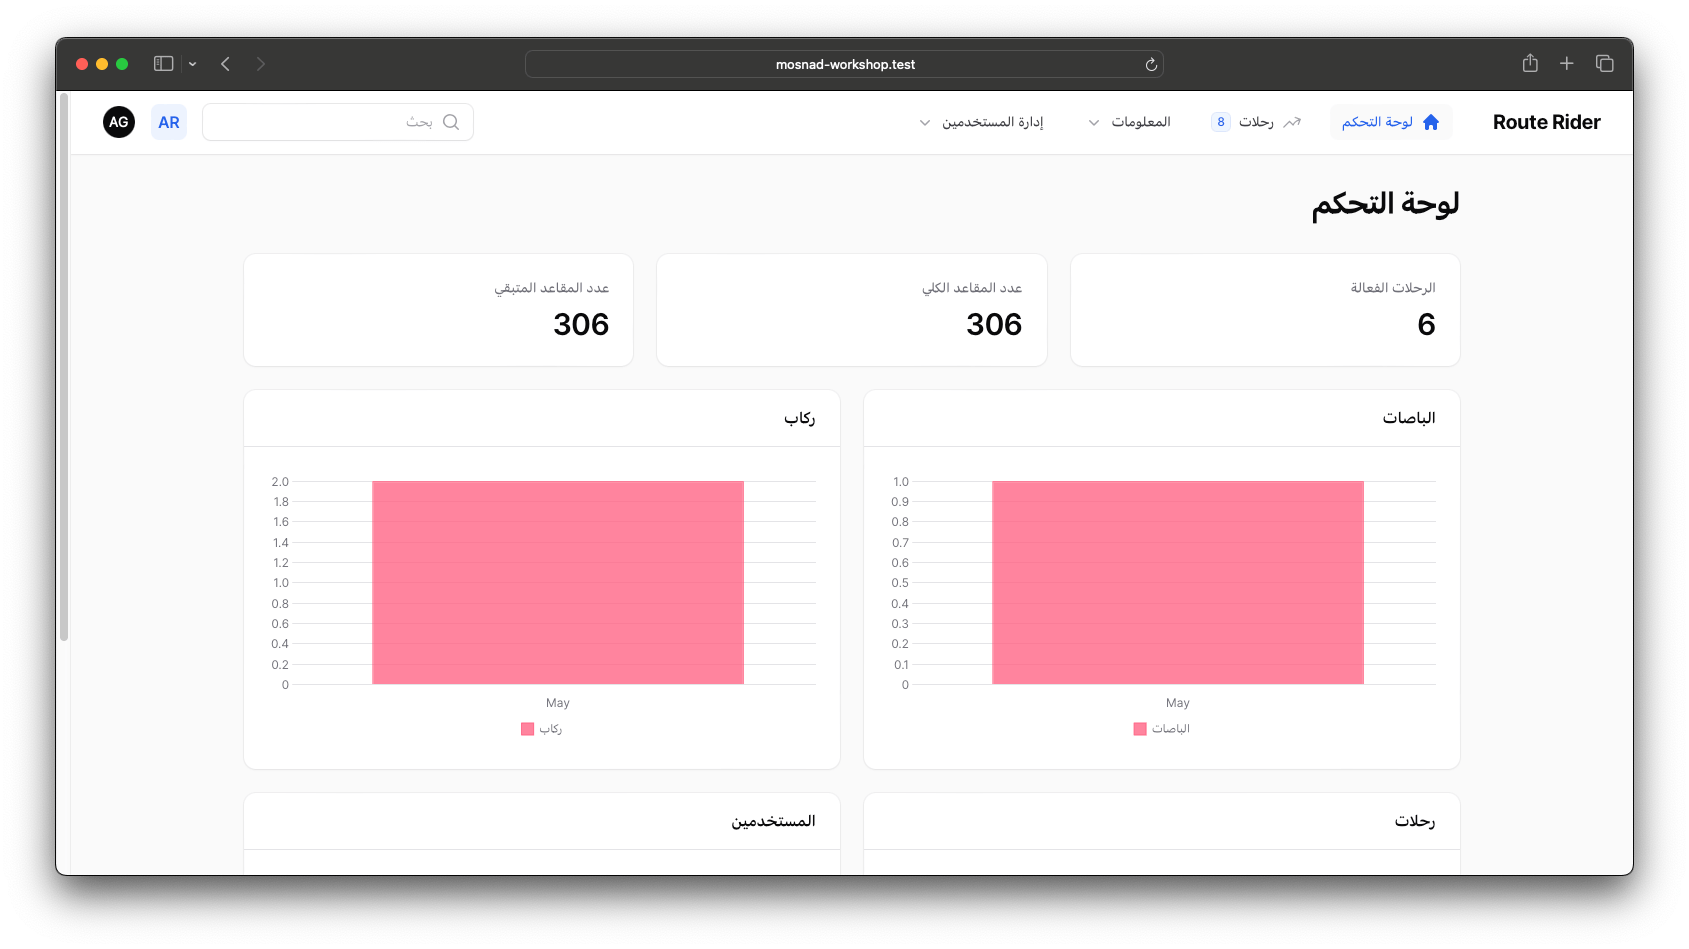 mosnad-workshop.test
Route Rider
لوحة التحكم
رحلات 8
المعلومات
إدارة المستخدمين
بحث
AR
AG
لوحة التحكم
الرحلات الفعالة
6
عدد المقاعد الكلي
306
عدد المقاعد المتبقي
306
الباصات
1.0
0.9
0.8
0.7
0.6
0.5
0.4
0.3
0.2
0.1
0
May
الباصات
ركاب
2.0
1.8
1.6
1.4
1.2
1.0
0.8
0.6
0.4
0.2
0
May
ركاب
رحلات
المستخدمين